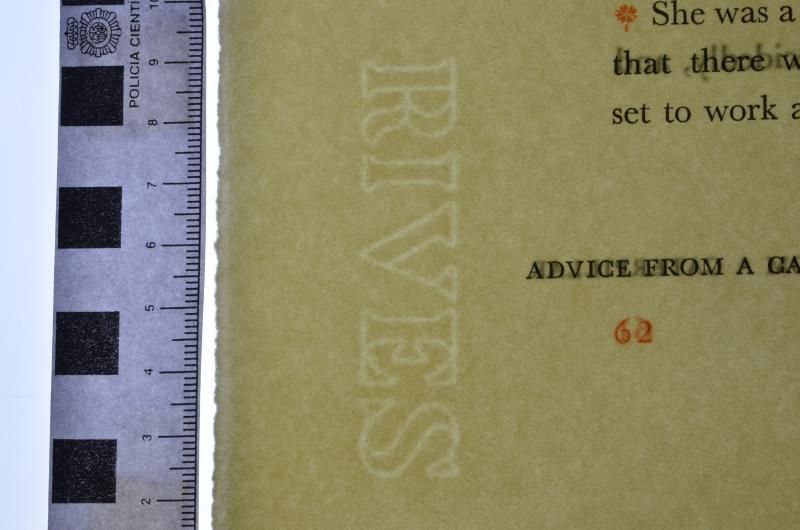 POLICIA CIENTÍ
10
9
8
7
6
5
4
3
2
RIVES
She was a
that there w
set to work a
ADVICE FROM A CA
62